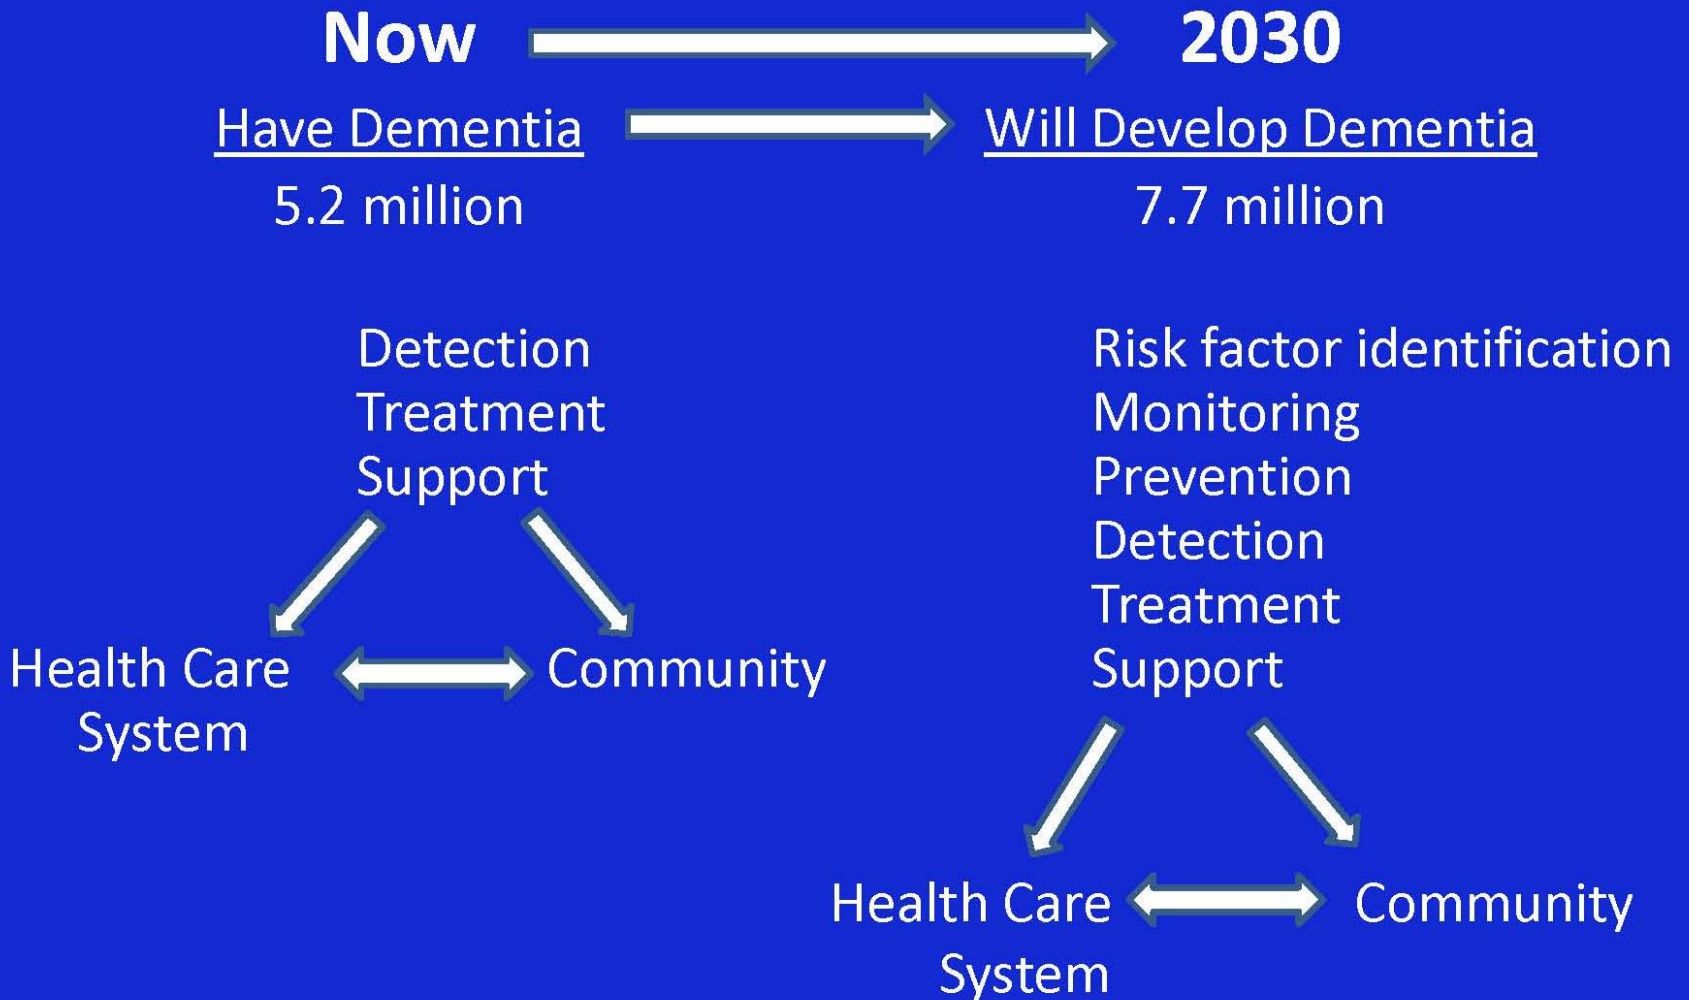 Now
2030
Have Dementia
Will Develop Dementia
5.2 million
7.7 million
Detection
Treatment
Support
Health Care
System
Community
Risk factor identification
Monitoring
Prevention
Detection
Treatment
Support
Health Care
System
Community